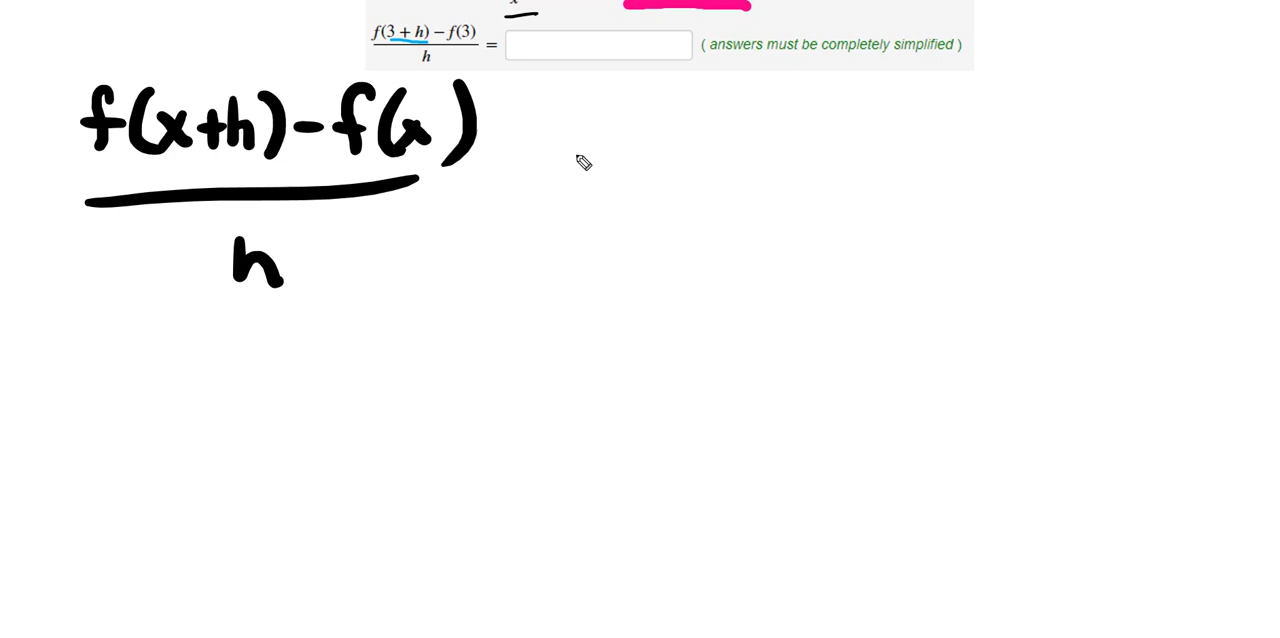 f(3 + h) − f(3)
h
= ( answers must be completely simplified )
f(x+h)-f(x)
h